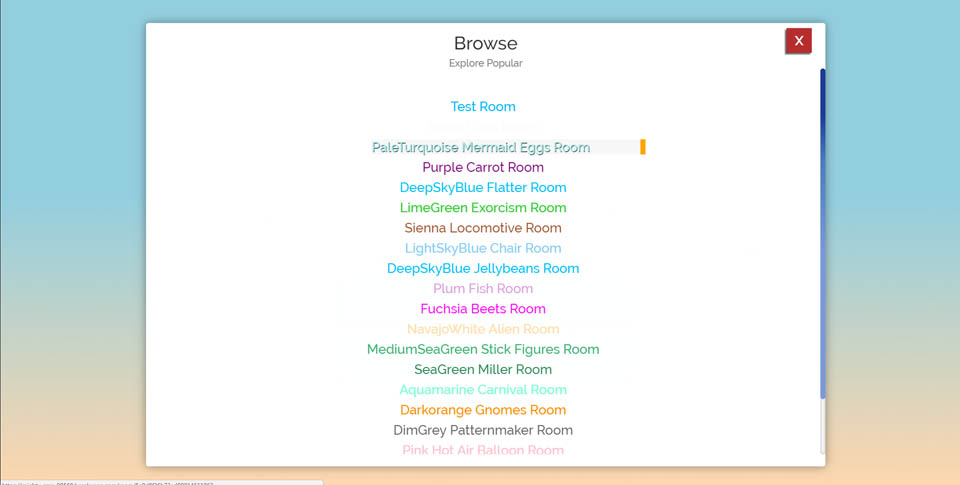 Browse
X
Explore Popular
Test Room
PaleTurquoise Mermaid Eggs Room
Purple Carrot Room
DeepSkyBlue Flatter Room
LimeGreen Exorcism Room
Sienna Locomotive Room
LightSkyBlue Chair Room
DeepSkyBlue Jellybeans Room
Plum Fish Room
Fuchsia Beets Room
NavajoWhite Alien Room
MediumSeaGreen Stick Figures Room
SeaGreen Miller Room
Aquamarine Carnival Room
Darkorange Gnomes Room
DimGrey Patternmaker Room
Pink Hot Air Balloon Room